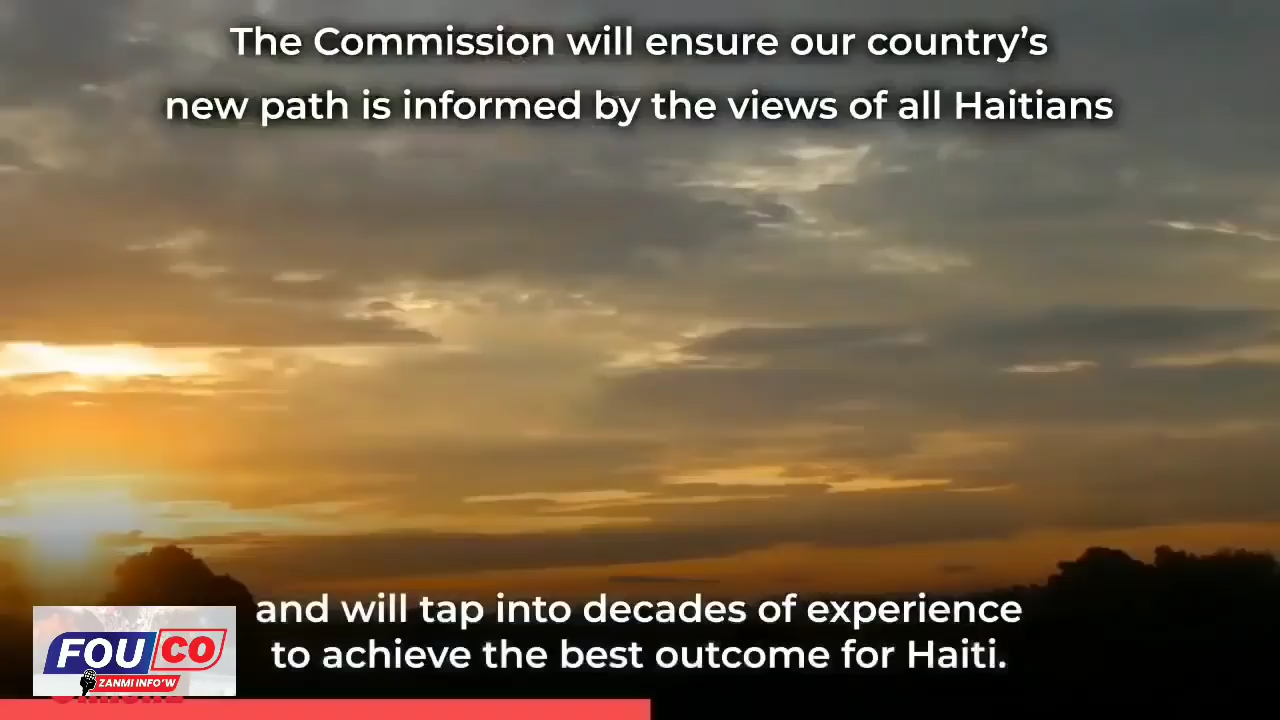 The Commission will ensure our country’s
new path is informed by the views of all Haitians
and will tap into decades of experience
to achieve the best outcome for Haiti.
FOU CO
ZANMI INFO'W